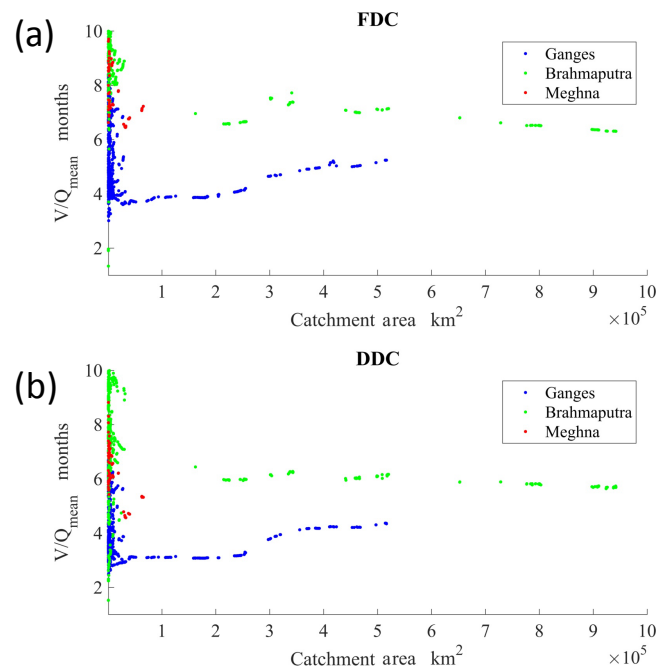 (a)
FDC
10
8
6
4
2
V/Q_mean months
Ganges
Brahmaputra
Meghna
1 2 3 4 5 6 7 8 9 10
Catchment area km²
×10⁵
(b)
DDC
10
8
6
4
2
V/Q_mean months
Ganges
Brahmaputra
Meghna
1 2 3 4 5 6 7 8 9 10
Catchment area km²
×10⁵